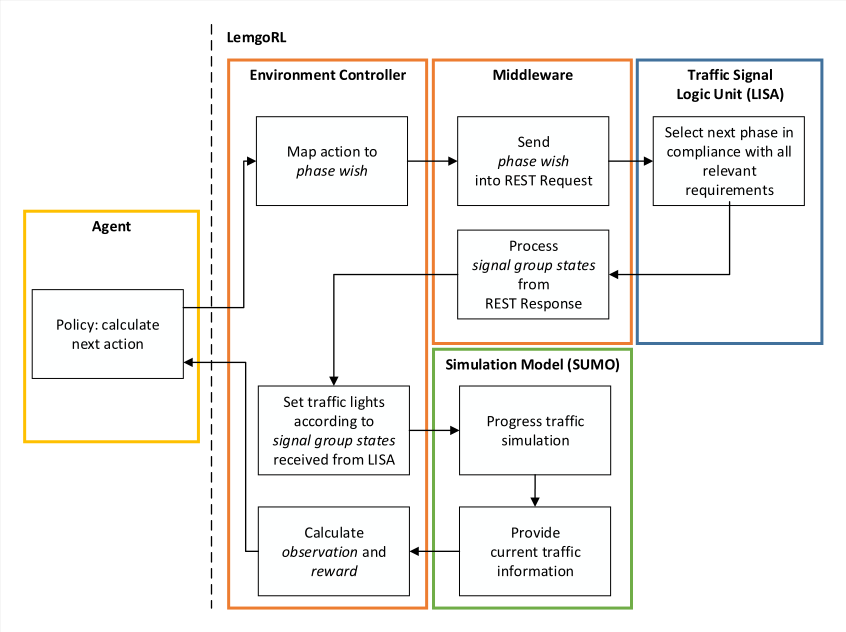 LemgoRL
Environment Controller
Middleware
Traffic Signal
Logic Unit (LISA)
Map action to
phase wish
Send
phase wish
into REST Request
Select next phase in
compliance with all
relevant
requirements
Agent
Process
signal group states
from
REST Response
Policy: calculate
next action
Simulation Model (SUMO)
Set traffic lights
according to
signal group states
received from LISA
Progress traffic
simulation
Calculate
observation and
reward
Provide
current traffic
information